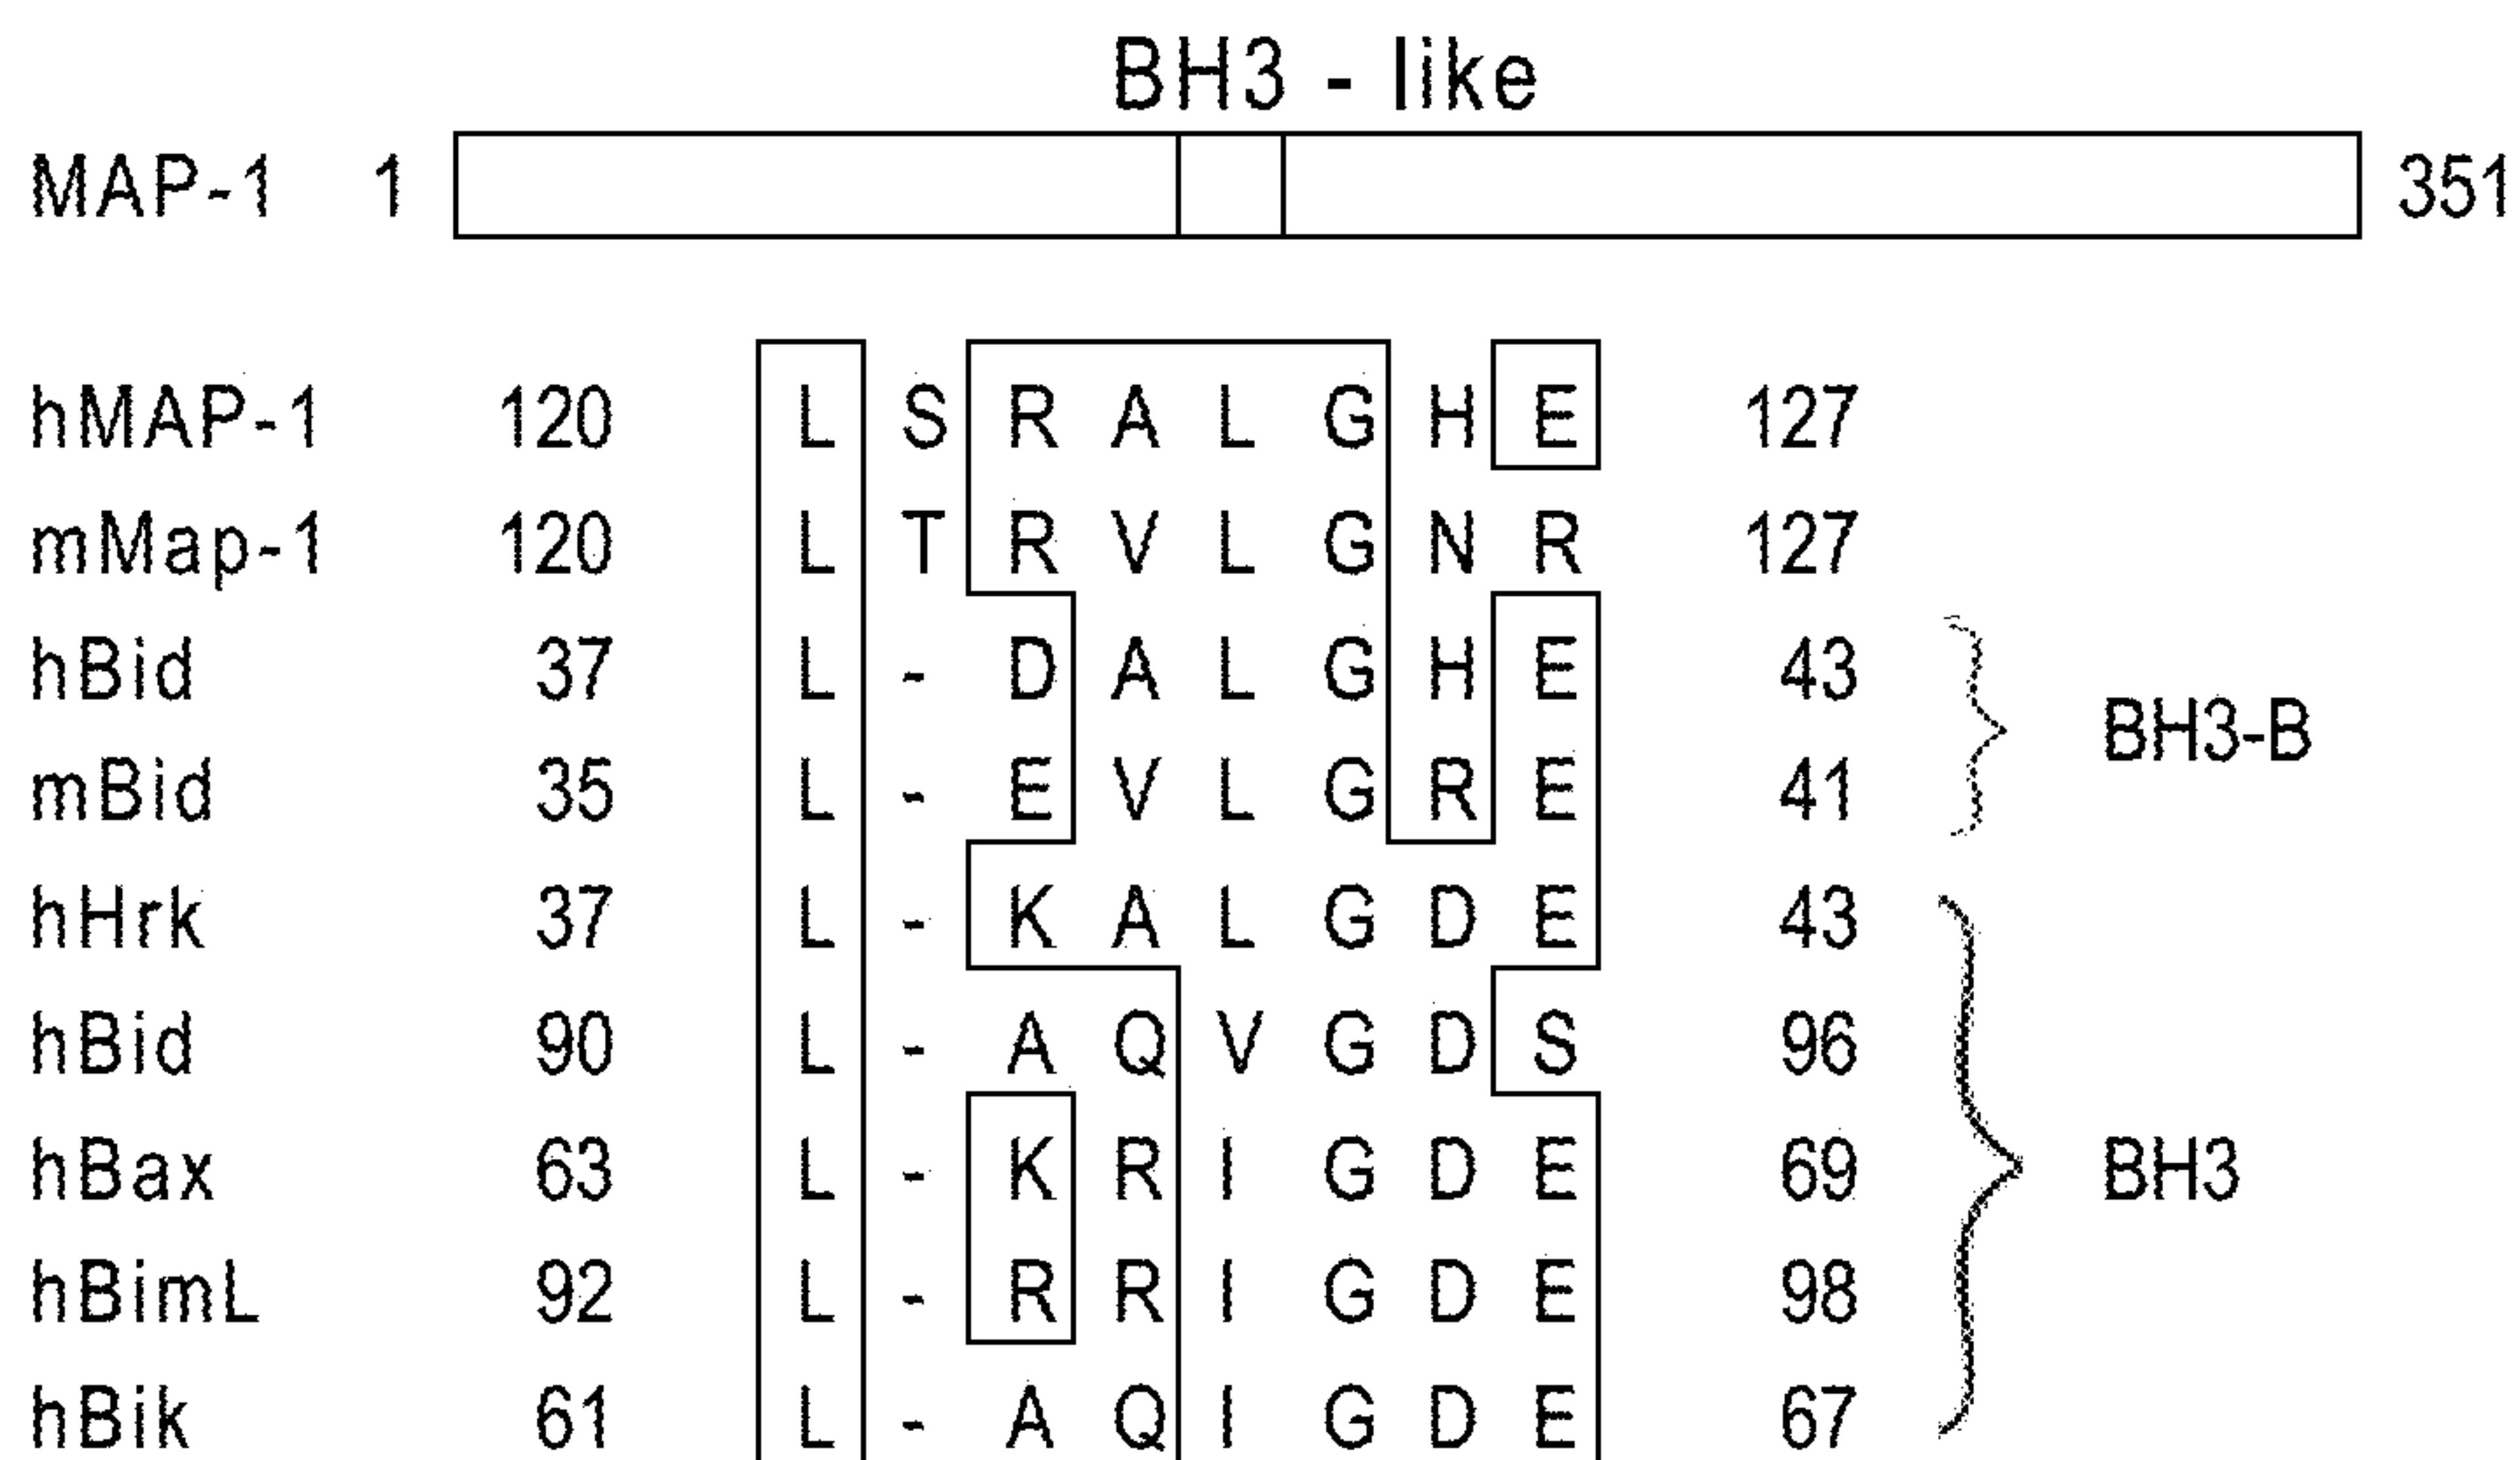 BH3 - like
MAP-1 1 351
hMAP-1 120 L S R A L G H E 127
mMap-1 120 L T R V L G N R 127
hBid 37 L - D A L G H E 43
mBid 35 L - E V L G R E 41
BH3-B
hHrk 37 L - K A L G D E 43
hBid 90 L - A Q V G D S 96
hBax 63 L - K R I G D E 69 BH3
hBimL 92 L - R R I G D E 98
hBik 61 L - A Q I G D E 67